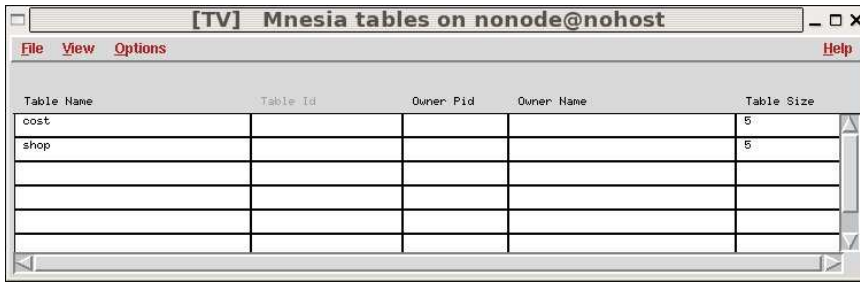 [TV] Mnesia tables on nonode@nohost
File View Options Help
Table Name Table Id Owner Pid Owner Name Table Size
cost 5
shop 5